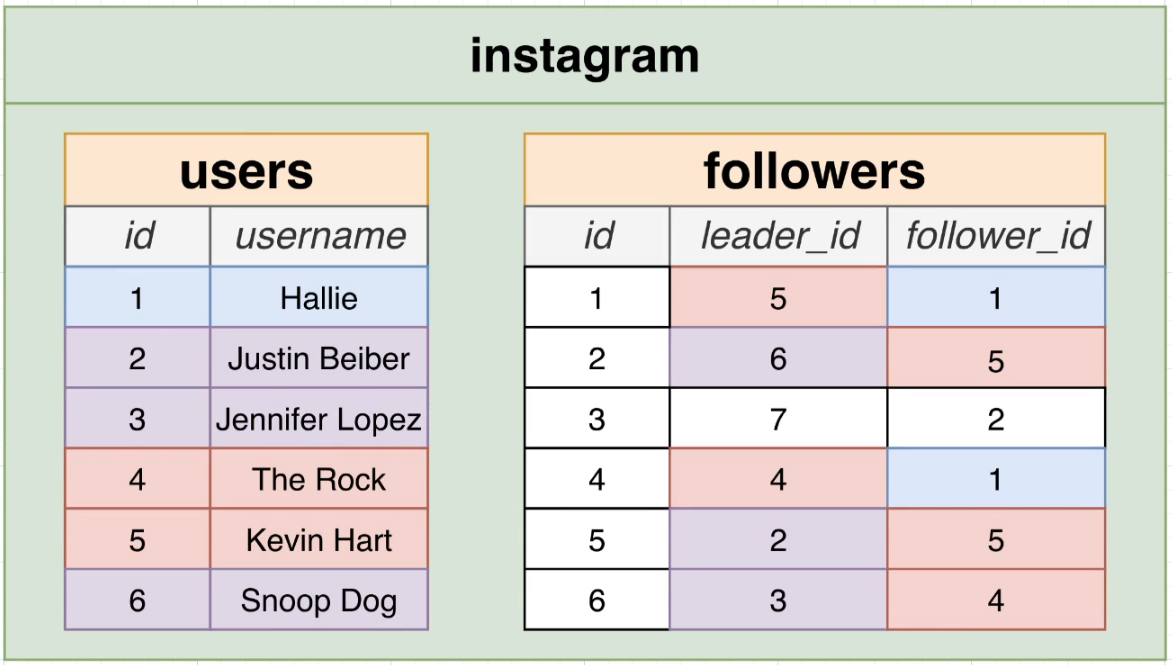 instagram
users
id username
1 Hallie
2 Justin Beiber
3 Jennifer Lopez
4 The Rock
5 Kevin Hart
6 Snoop Dog
followers
id leader_id follower_id
1 5 1
2 6 5
3 7 2
4 4 1
5 2 5
6 3 4